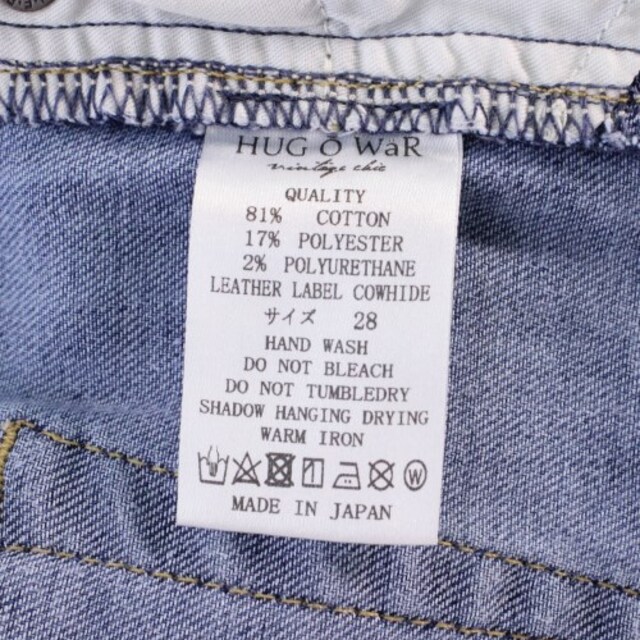 HUG O WaR
vintage chic
QUALITY
81% COTTON
17% POLYESTER
2% POLYURETHANE
LEATHER LABEL COWHIDE
サイズ 28
HAND WASH
DO NOT BLEACH
DO NOT TUMBLEDRY
SHADOW HANGING DRYING
WARM IRON
W
MADE IN JAPAN